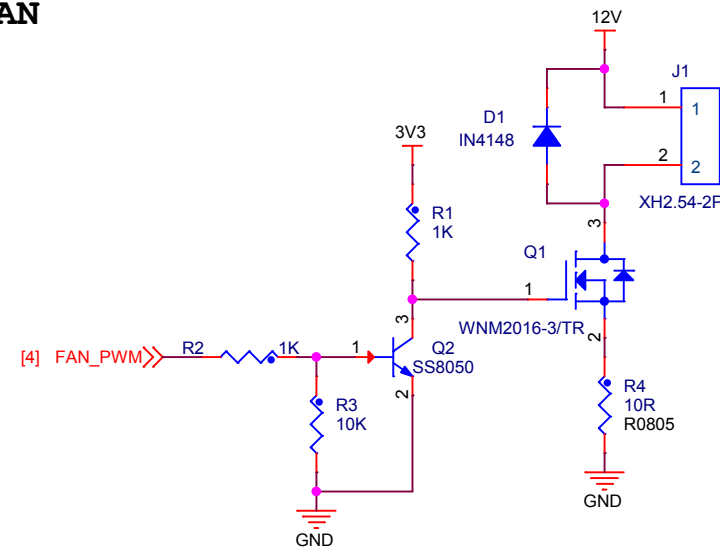 AN
12V
J1
1
1
D1
IN4148
3V3
2
2
R1
1K
XH2.54-2P
3
Q1
1
WNM2016-3/TR
[4] FAN_PWM
R2
1K
1
3
Q2
SS8050
2
2
R3
10K
R4
10R
R0805
GND
GND